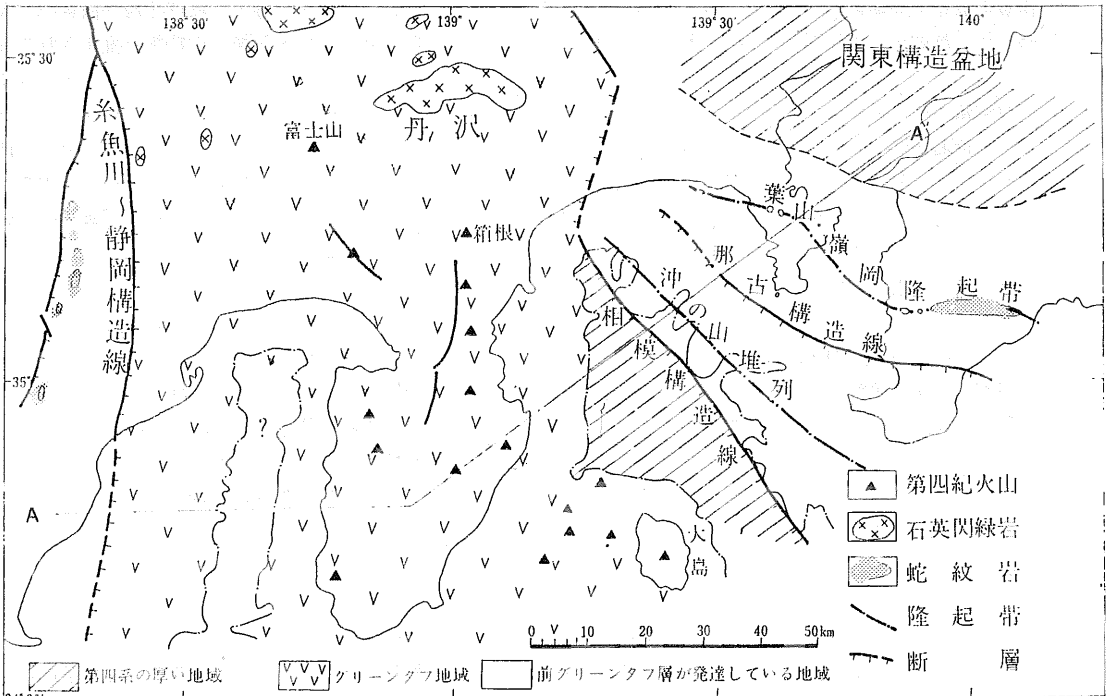 138°30'
139°
139°30'
140°
35°30'
関東構造盆地
A'
糸魚川〜静岡構造線
富士山
丹沢
箱根
葉山嶺岡隆起帯
那古構造線
沖の山堆列
相模構造線
35°
?
A
大島
第四紀火山
石英閃緑岩
蛇紋岩
隆起帯
断層
0 10 20 30 50km
第四系の厚い地域
グリーンタフ地域
前グリーンタフ層が発達している地域